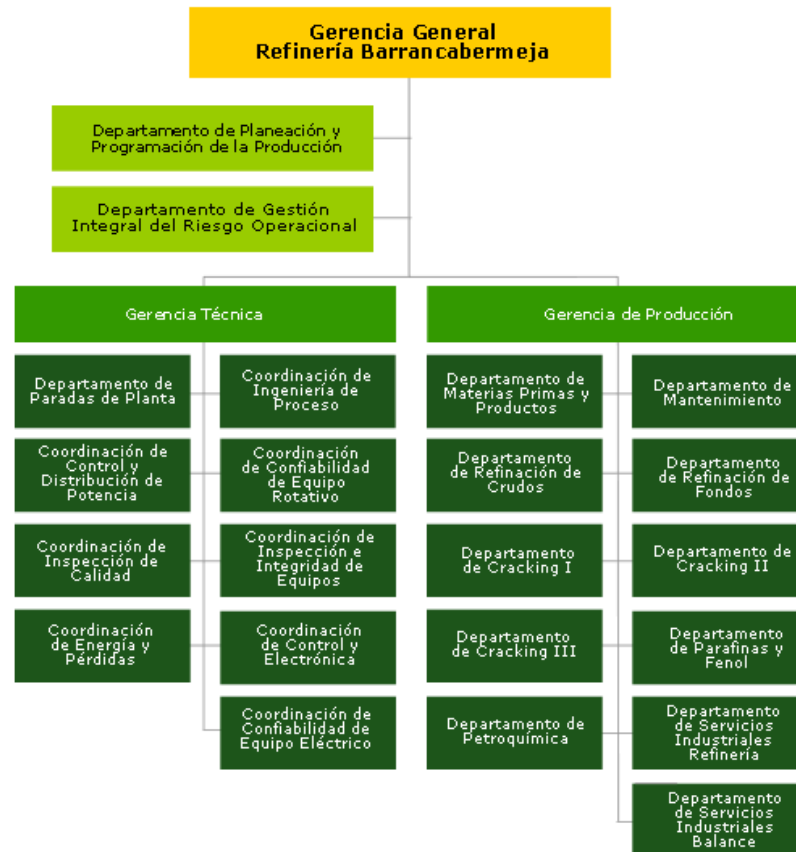 Gerencia General
Refinería Barrancabermeja
Departamento de Planeación y
Programación de la Producción
Departamento de Gestión
Integral del Riesgo Operacional
Gerencia Técnica
Gerencia de Producción
Departamento de
Paradas de Planta
Coordinación de
Ingeniería de
Proceso
Departamento de
Materias Primas y
Productos
Departamento de
Mantenimiento
Coordinación de
Control y
Distribución de
Potencia
Coordinación
de Confiabilidad
de Equipo
Rotativo
Departamento
de Refinación de
Crudos
Departamento
de Refinación de
Fondos
Coordinación de
Inspección de
Calidad
Coordinación de
Inspección e
Integridad de
Equipos
Departamento
de Cracking I
Departamento de
Cracking II
Coordinación
de Energía y
Pérdidas
Coordinación
de Control y
Electrónica
Departamento
de Cracking III
Departamento
de Parafinas y
Fenol
Coordinación de
Confiabilidad de
Equipo Eléctrico
Departamento de
Petroquímica
Departamento
de Servicios
Industriales
Refinería
Departamento
de Servicios
Industriales
Balance